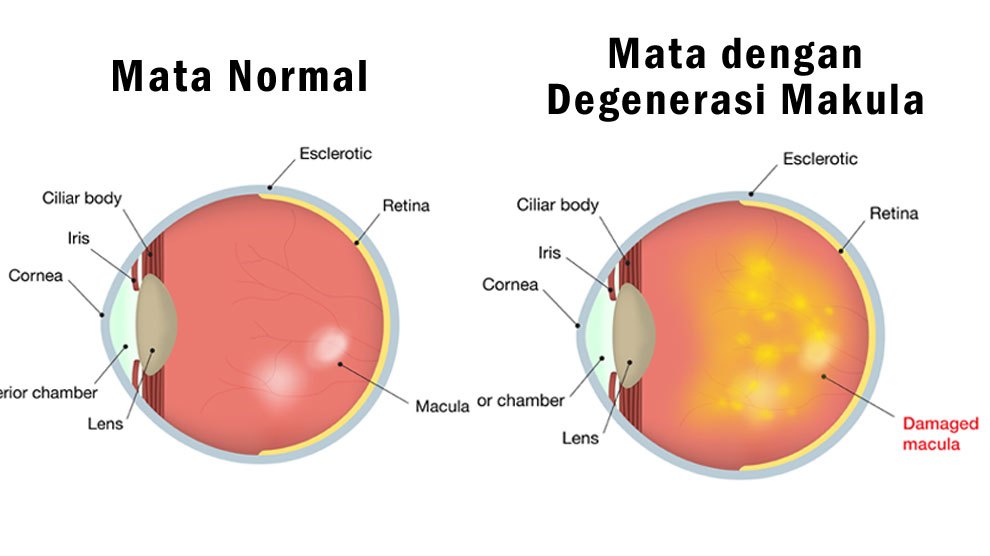 Mata Normal
Esclerotic
Ciliar body
Retina
Iris
Cornea
erior chamber
Macula
Lens
Mata dengan
Degenerasi Makula
Esclerotic
Ciliar body
Retina
Iris
Cornea
or chamber
Lens
Damaged
macula